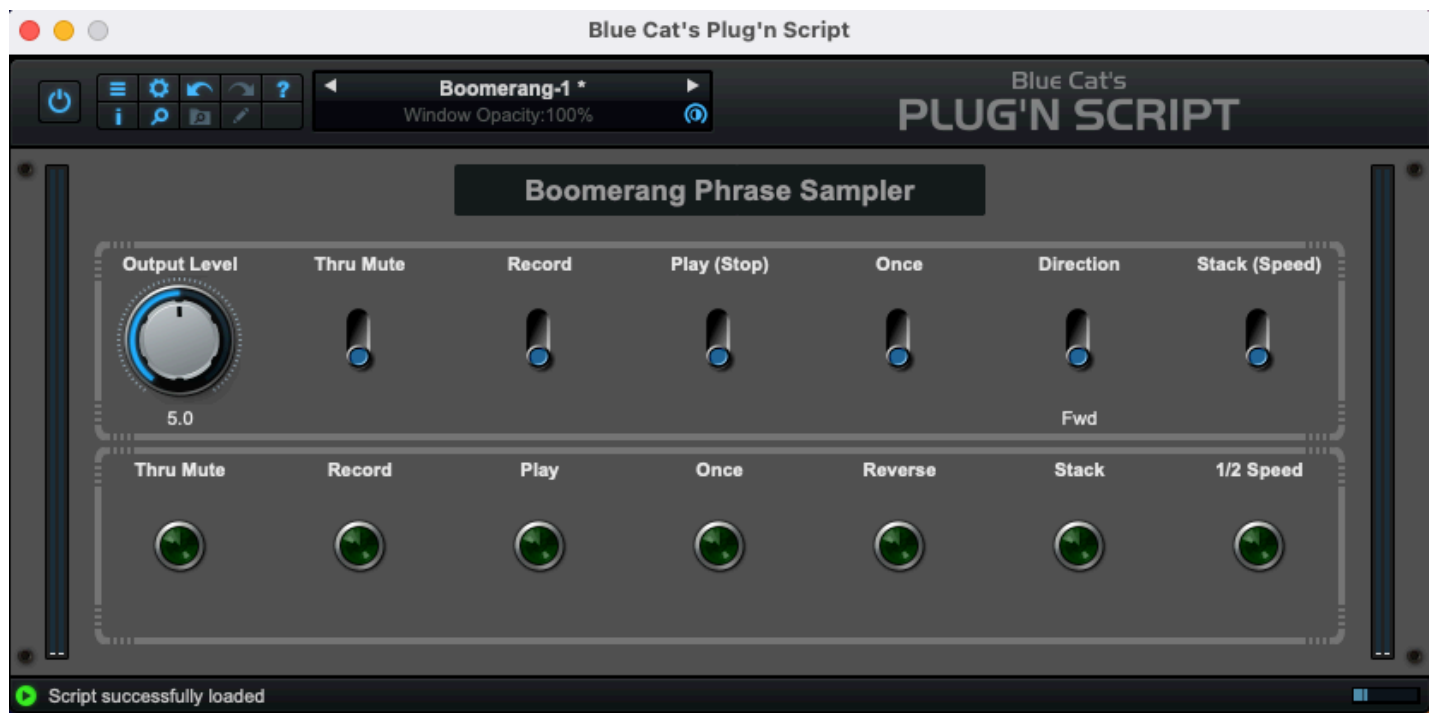 Blue Cat's Plug'n Script
Boomerang-1 *
Window Opacity:100%
Blue Cat's
PLUG'N SCRIPT
Boomerang Phrase Sampler
Output Level Thru Mute Record Play (Stop) Once Direction Stack (Speed)
5.0 Fwd
Thru Mute Record Play Once Reverse Stack 1/2 Speed
-- --
Script successfully loaded